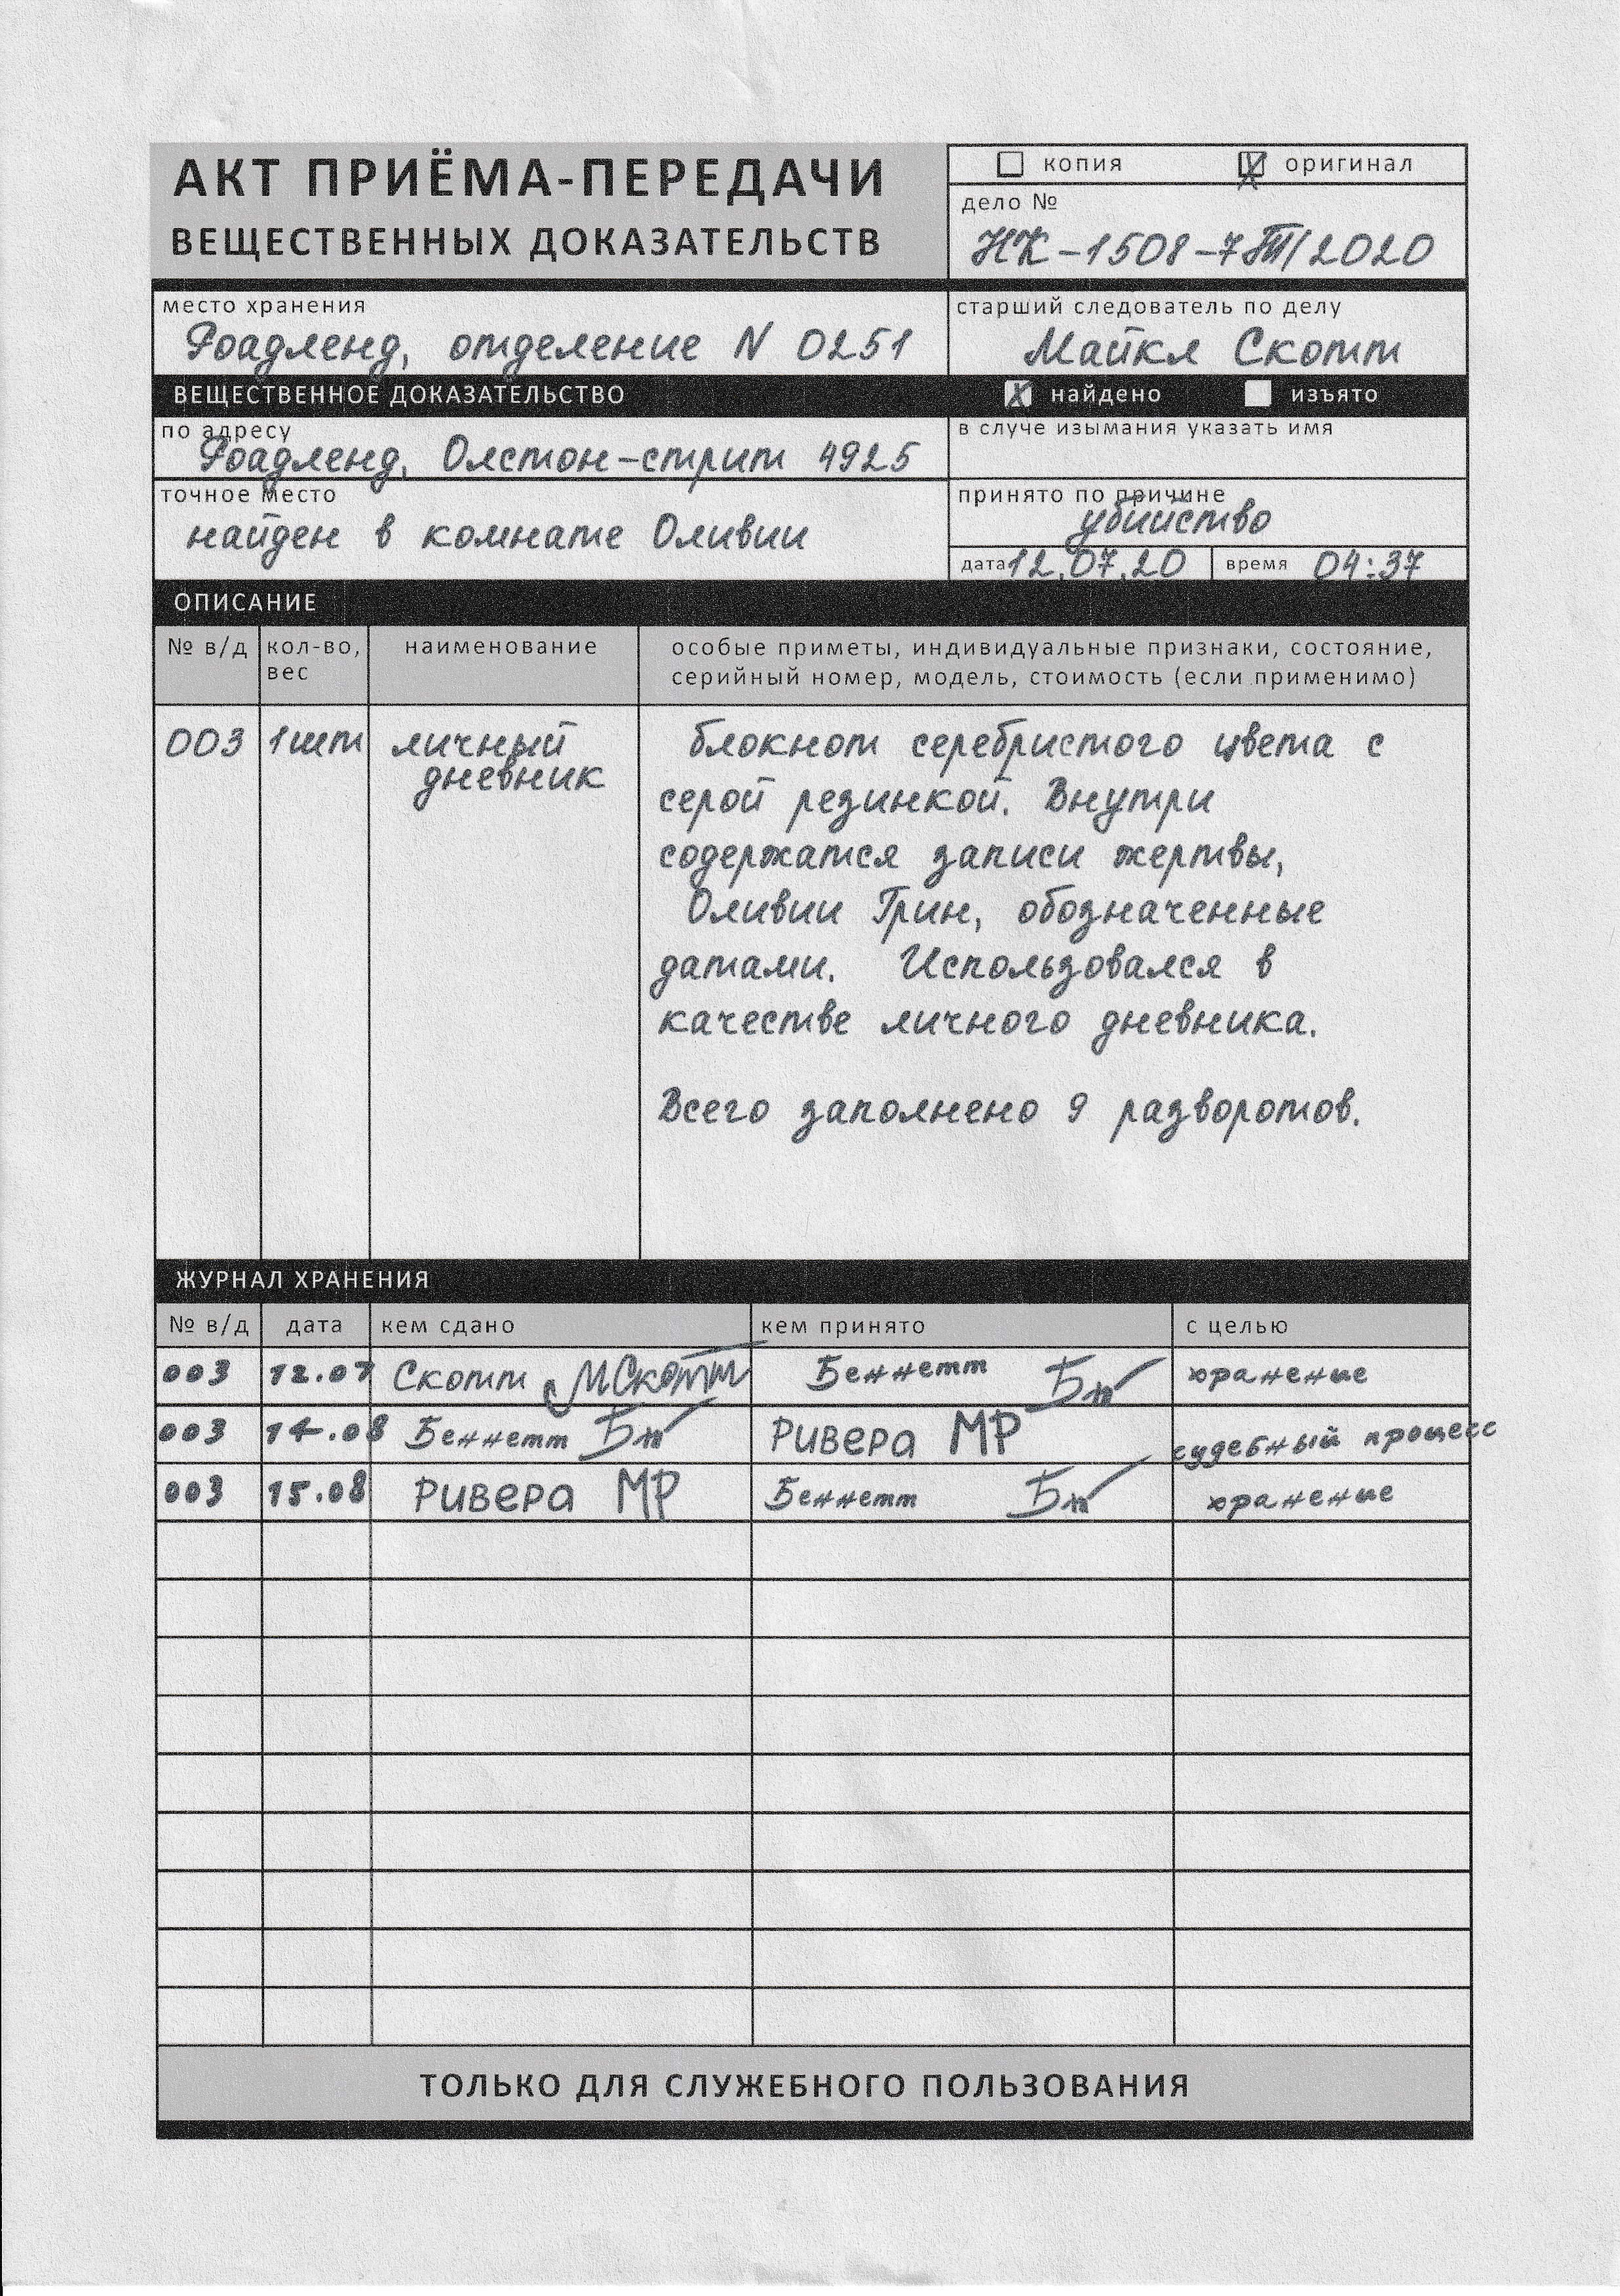 АКТ ПРИЁМА-ПЕРЕДАЧИ
ВЕЩЕСТВЕННЫХ ДОКАЗАТЕЛЬСТВ
копия оригинал
дело №
НК-1508-7/2020
место хранения
Роадленд, отделение N 0251
старший следователь по делу
Майкл Скотт
ВЕЩЕСТВЕННОЕ ДОКАЗАТЕЛЬСТВО
найдено изъято
по адресу
Роадленд, Олстон-стрит 4925
в случе изымания указать имя
точное место
найден в комнате Оливии
принято по причине
убийство
дата 12.07.20 время 04:37
ОПИСАНИЕ
№ в/д кол-во, вес наименование
особые приметы, индивидуальные признаки, состояние,
серийный номер, модель, стоимость (если применимо)
003 1шт личный
дневник
блокнот серебристого цвета с
серой резинкой. Внутри
содержатся записи жертвы,
Оливии Грин, обозначенные
датами. Использовался в
качестве личного дневника.
Всего заполнено 9 разворотов.
ЖУРНАЛ ХРАНЕНИЯ
№ в/д дата кем сдано кем принято с целью
003 12.07 Скотт МСкотт Беннетт Бт хранение
003 14.08 Беннетт Бт Ривера МР судебный процесс
003 15.08 Ривера МР Беннетт Бт хранение
ТОЛЬКО ДЛЯ СЛУЖЕБНОГО ПОЛЬЗОВАНИЯ